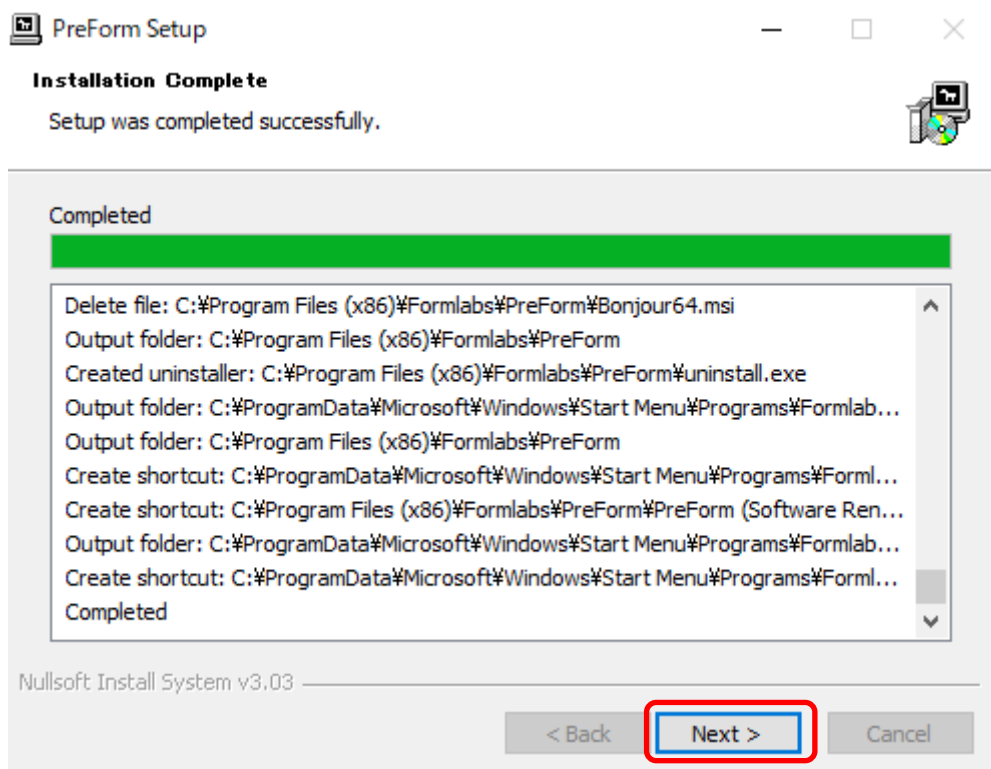 PreForm Setup
Installation Complete
Setup was completed successfully.
Completed
Delete file: C:¥Program Files (x86)¥Formlabs¥PreForm¥Bonjour64.msi
Output folder: C:¥Program Files (x86)¥Formlabs¥PreForm
Created uninstaller: C:¥Program Files (x86)¥Formlabs¥PreForm¥uninstall.exe
Output folder: C:¥ProgramData¥Microsoft¥Windows¥Start Menu¥Programs¥Formlab...
Output folder: C:¥Program Files (x86)¥Formlabs¥PreForm
Create shortcut: C:¥ProgramData¥Microsoft¥Windows¥Start Menu¥Programs¥Forml...
Create shortcut: C:¥Program Files (x86)¥Formlabs¥PreForm¥PreForm (Software Ren...
Output folder: C:¥ProgramData¥Microsoft¥Windows¥Start Menu¥Programs¥Formlab...
Create shortcut: C:¥ProgramData¥Microsoft¥Windows¥Start Menu¥Programs¥Forml...
Completed
Nullsoft Install System v3.03
< Back Next > Cancel